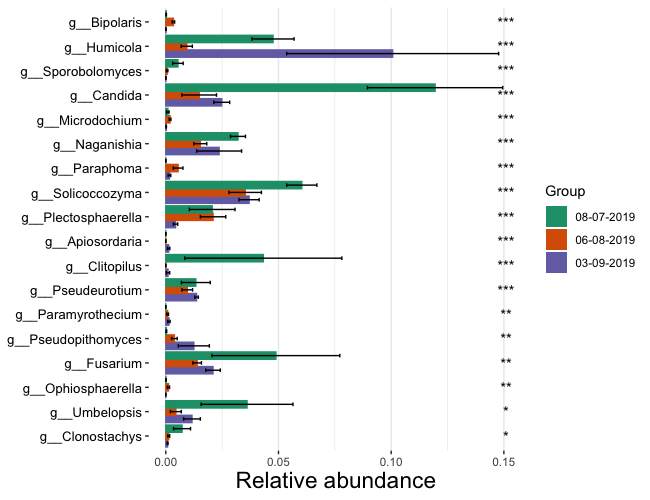 g__Bipolaris ***
g__Humicola ***
g__Sporobolomyces ***
g__Candida ***
g__Microdochium ***
g__Naganishia ***
g__Paraphoma ***
g__Solicoccozyma ***
g__Plectosphaerella ***
g__Apiosordaria ***
g__Clitopilus ***
g__Pseudeurotium ***
g__Paramyrothecium **
g__Pseudopithomyces **
g__Fusarium **
g__Ophiosphaerella **
g__Umbelopsis *
g__Clonostachys *
0.00 0.05 0.10 0.15
Relative abundance
Group
08-07-2019
06-08-2019
03-09-2019